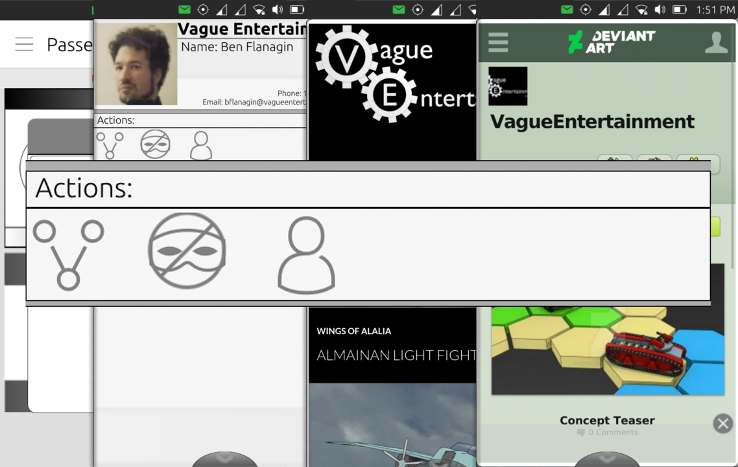 1:51 PM
Passe
Vague Entertain
Name: Ben Flanagin
Phone: 1
Email: bflanagin@vagueentert
Actions:
Vague
Entert
DEVIANT
ART
Vague
Entertainment
VagueEntertainment
Actions:
WINGS OF ALALIA
ALMAINAN LIGHT FIGHT
Concept Teaser
0 Comments